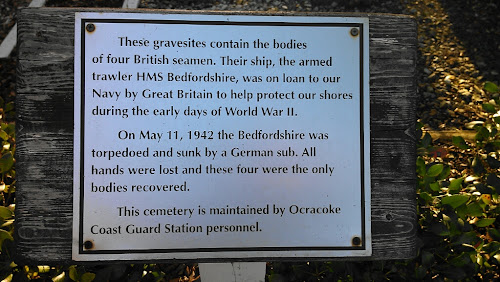 These gravesites contain the bodies
of four British seamen. Their ship, the armed
trawler HMS Bedfordshire, was on loan to our
Navy by Great Britain to help protect our shores
during the early days of World War II.
On May 11, 1942 the Bedfordshire was
torpedoed and sunk by a German sub. All
hands were lost and these four were the only
bodies recovered.
This cemetery is maintained by Ocracoke
Coast Guard Station personnel.